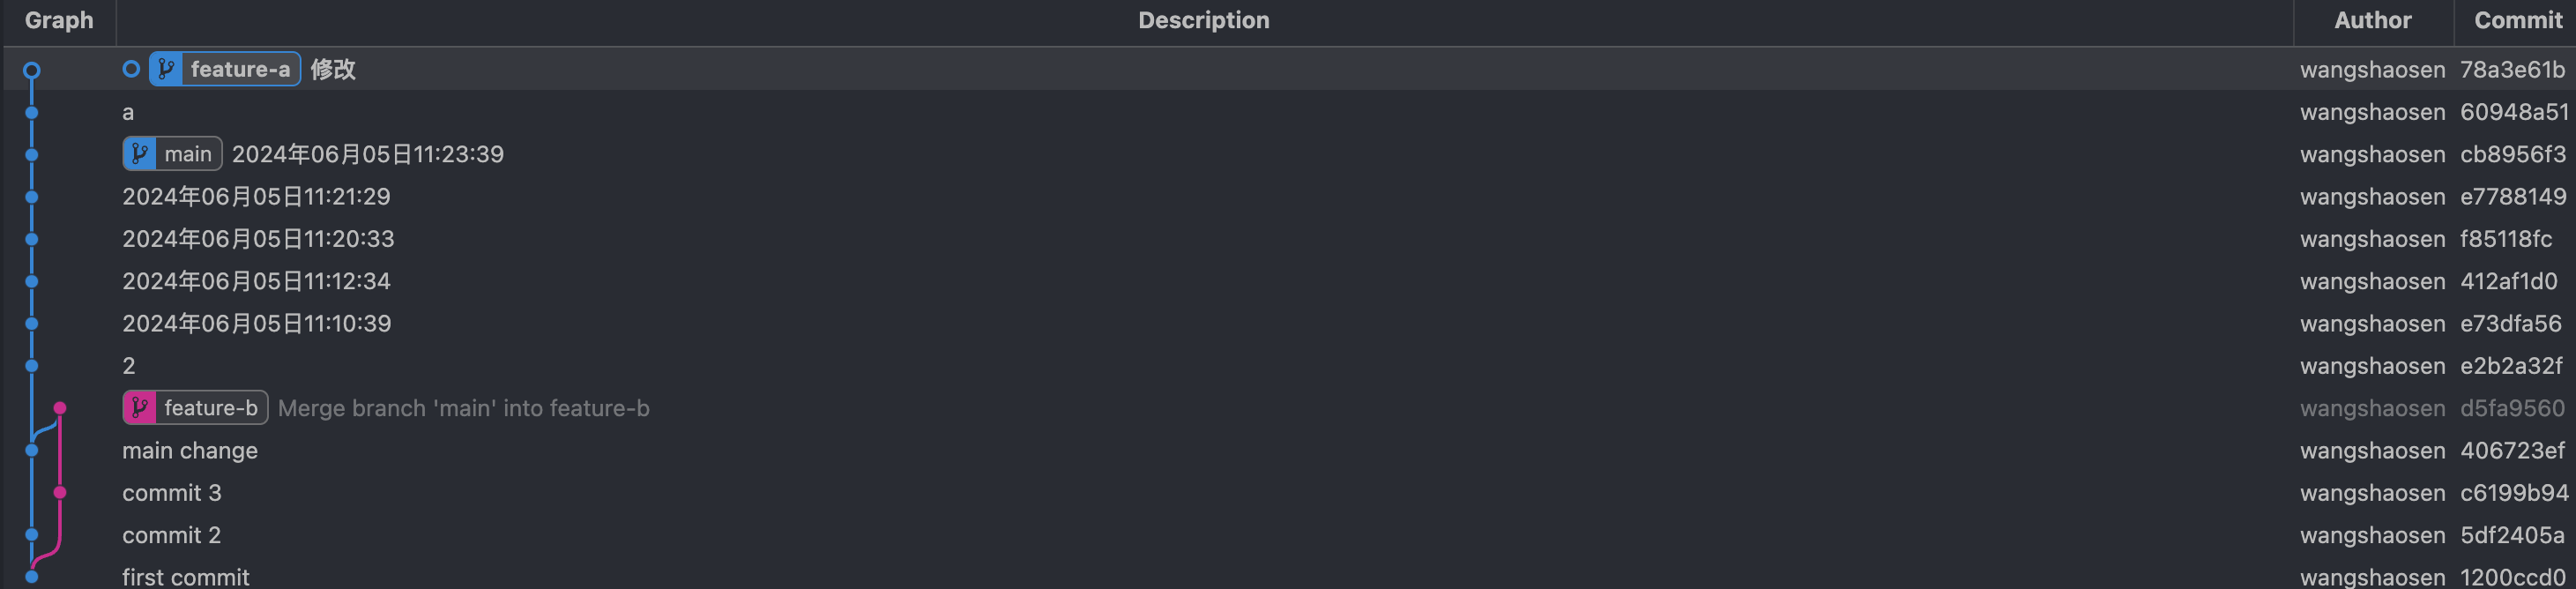 Graph Description Author Commit
feature-a 修改 wangshaosen 78a3e61b
a wangshaosen 60948a51
main 2024年06月05日11:23:39 wangshaosen cb8956f3
2024年06月05日11:21:29 wangshaosen e7788149
2024年06月05日11:20:33 wangshaosen f85118fc
2024年06月05日11:12:34 wangshaosen 412af1d0
2024年06月05日11:10:39 wangshaosen e73dfa56
2 wangshaosen e2b2a32f
feature-b Merge branch 'main' into feature-b wangshaosen d5fa9560
main change wangshaosen 406723ef
commit 3 wangshaosen c6199b94
commit 2 wangshaosen 5df2405a
first commit wangshaosen 1200ccd0